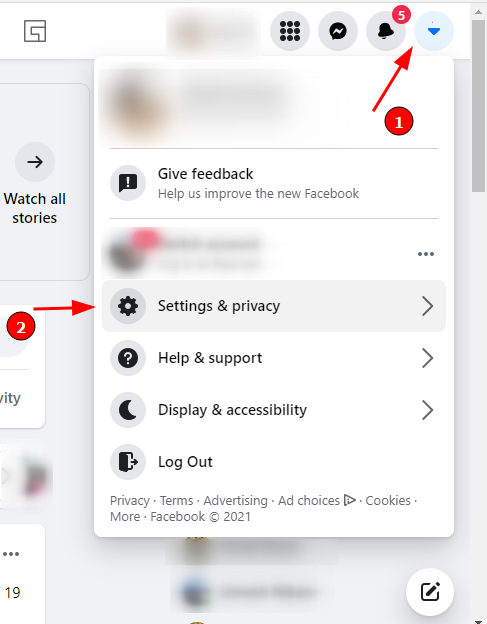 5
1
Watch all
stories
Give feedback
Help us improve the new Facebook
2
Settings & privacy
Help & support
Display & accessibility
vity
Log Out
Privacy · Terms · Advertising · Ad choices · Cookies ·
More · Facebook © 2021
19